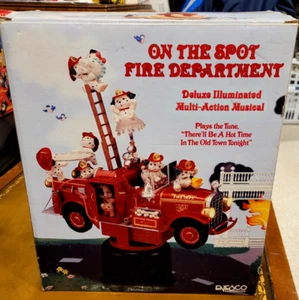 ON THE SPOT
FIRE DEPARTMENT
Deluxe Illuminated
Multi-Action Musical
Plays the Tune,
"There'll Be A Hot Time
In The Old Town Tonight"
ENESCO